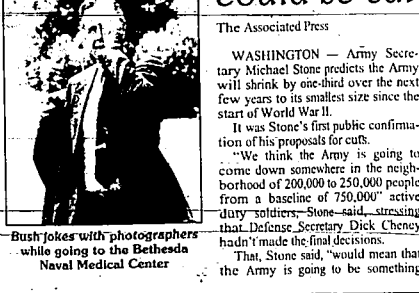 The Associated Press
WASHINGTON — Army Secre-
tary Michael Stone predicts the Army
will shrink by one-third over the next
few years to its smallest size since the
start of World War II.
It was Stone's first public confirma-
tion of his proposals for cuts.
"We think the Army is going to
come down somewhere in the neigh-
borhood of 200,000 to 250,000 people
from a baseline of 750,000" active
duty soldiers, Stone said, stressing
that Defense Secretary Dick Cheney
hadn't made the final decisions.
That, Stone said, "would mean that
the Army is going to be something
Bush jokes with photographers
while going to the Bethesda
Naval Medical Center